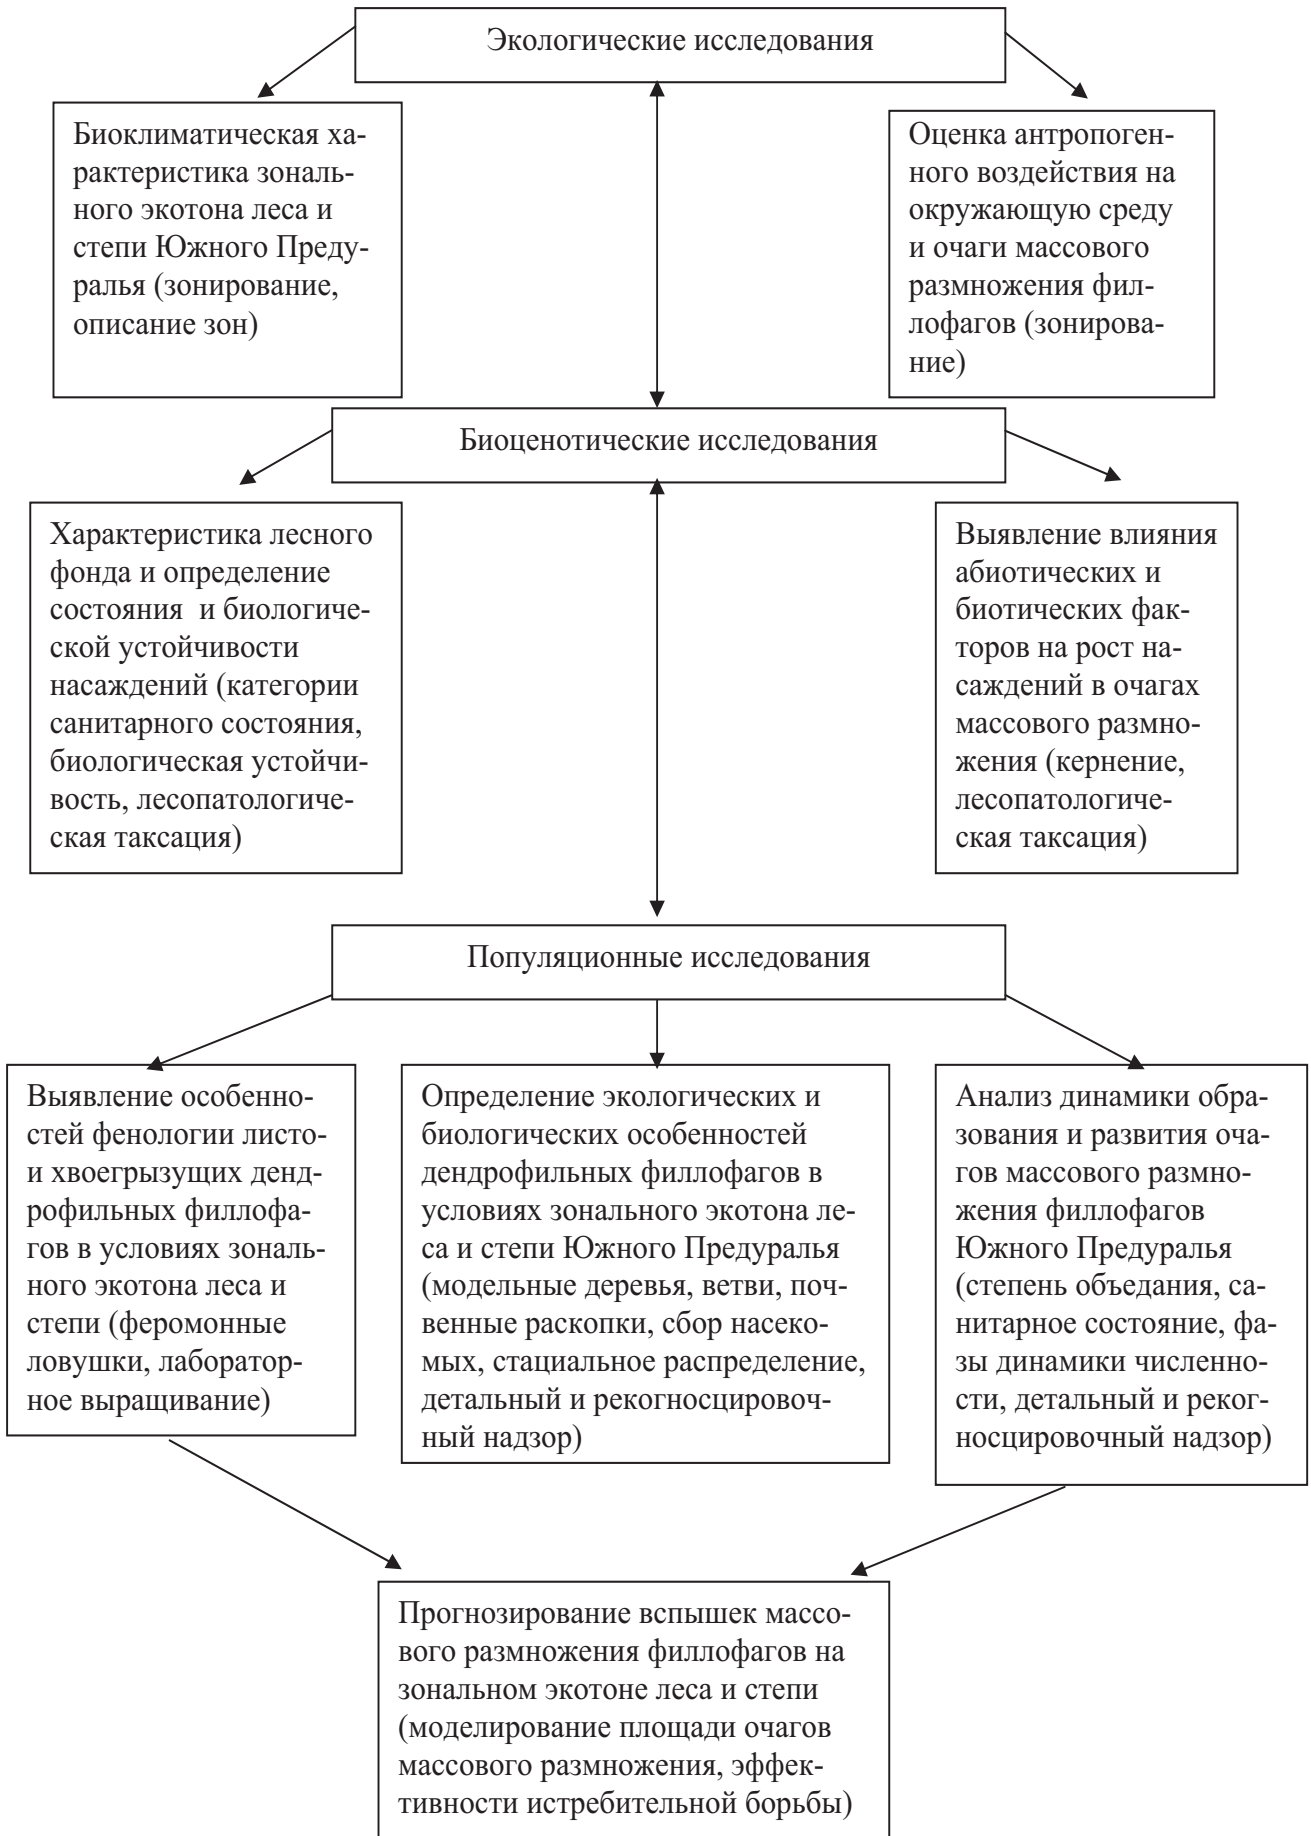 Экологические исследования
Биоклиматическая ха-
рактеристика зональ-
ного экотона леса и
степи Южного Преду-
ралья (зонирование,
описание зон)
Оценка антропоген-
ного воздействия на
окружающую среду
и очаги массового
размножения фил-
лофагов (зонирова-
ние)
Биоценотические исследования
Характеристика лесного
фонда и определение
состояния и биологиче-
ской устойчивости
насаждений (категории
санитарного состояния,
биологическая устойчи-
вость, лесопатологиче-
ская таксация)
Выявление влияния
абиотических и
биотических фак-
торов на рост на-
саждений в очагах
массового размно-
жения (кернение,
лесопатологиче-
ская таксация)
Популяционные исследования
Выявление особенно-
стей фенологии листо-
и хвоегрызущихденд-
рофильных филлофа-
гов в условиях зональ-
ного экотона леса и
степи (феромонные
ловушки, лаборатор-
ное выращивание)
Определение экологических и
биологических особенностей
дендрофильных филлофагов в
условиях зонального экотона ле-
са и степи Южного Предуралья
(модельные деревья, ветви, поч-
венные раскопки, сбор насеко-
мых, стациальное распределение,
детальный и рекогносцировоч-
ный надзор)
Анализ динамики обра-
зования и развития оча-
гов массового размно-
жения филлофагов
Южного Предуралья
(степень объедания, са-
нитарное состояние, фа-
зы динамики численно-
сти, детальный и реког-
носцировочный надзор)
Прогнозирование вспышек массо-
вого размножения филлофагов на
зональном экотоне леса и степи
(моделирование площади очагов
массового размножения, эффек-
тивности истребительной борьбы)